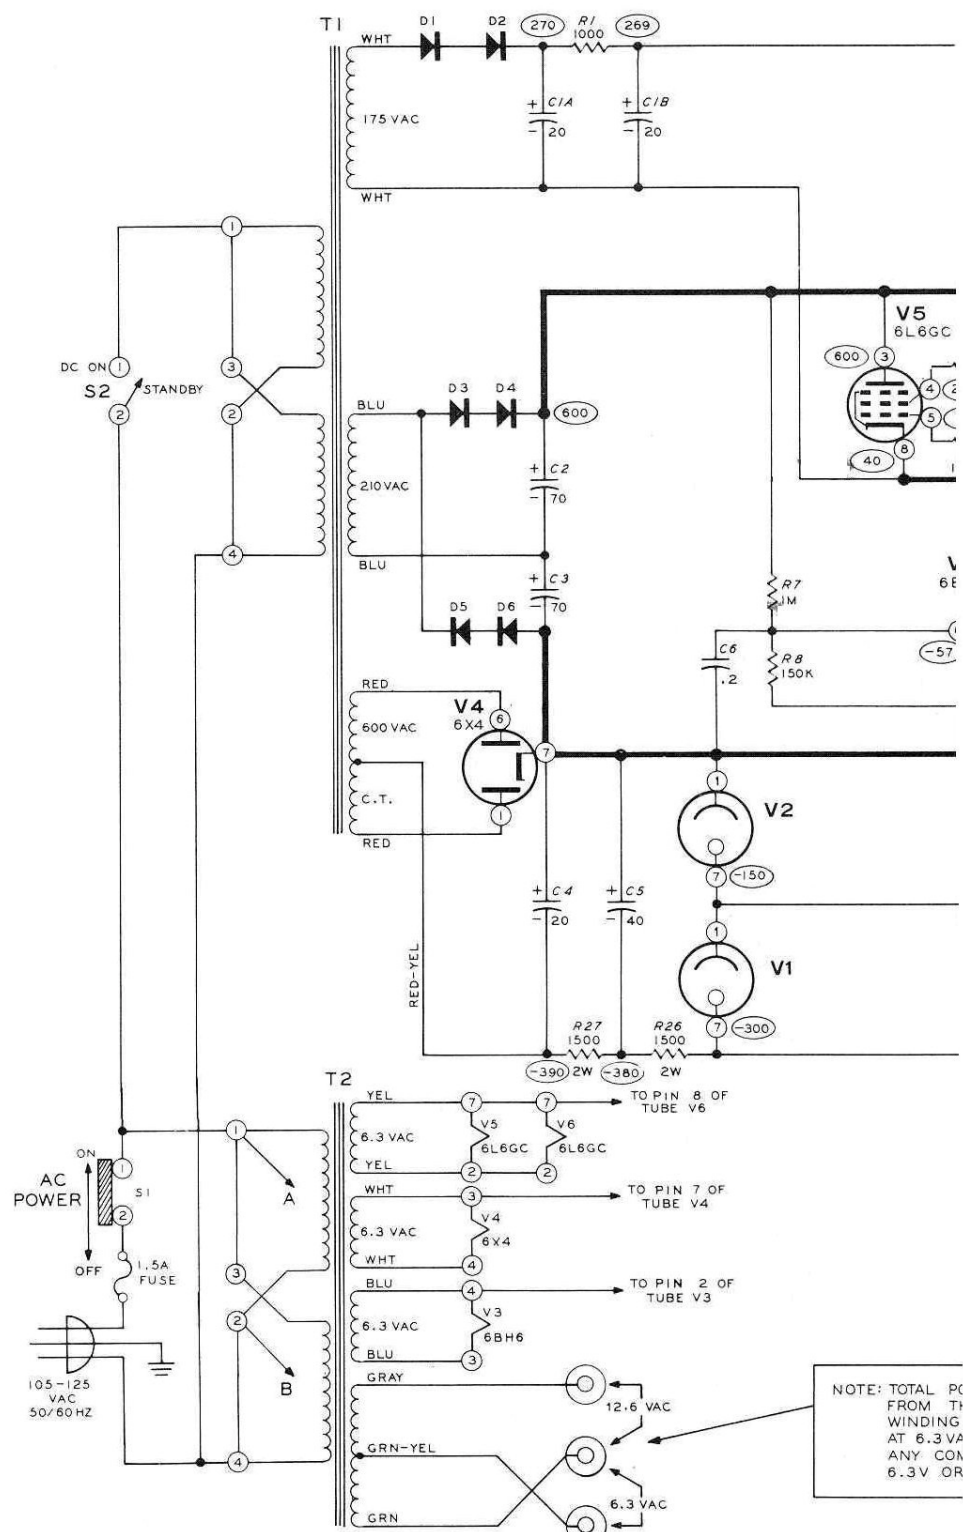 T1
WHT
D1
D2
270
R1
1000
269
175 VAC
+ C1A
- 20
+ C1B
- 20
WHT
1
V5
6L6GC
600
3
4
5
8
40
DC ON
1
S2
STANDBY
2
3
2
4
BLU
D3
D4
600
210 VAC
+ C2
- 70
BLU
+ C3
- 70
D5
D6
R7
1M
C6
.2
R8
150K
-57
RED
600 VAC
C.T.
RED
V4
6X4
6
7
1
1
V2
7
-150
1
V1
7
-300
+ C4
- 20
+ C5
- 40
RED-YEL
R27
1500
2W
R26
1500
2W
-390
-380
T2
YEL
6.3 VAC
YEL
7
V5
6L6GC
2
7
V6
6L6GC
2
TO PIN 8 OF
TUBE V6
WHT
6.3 VAC
WHT
3
V4
6X4
4
TO PIN 7 OF
TUBE V4
BLU
6.3 VAC
BLU
4
V3
6BH6
3
TO PIN 2 OF
TUBE V3
GRAY
GRN-YEL
GRN
12.6 VAC
6.3 VAC
1
A
3
2
B
4
AC
POWER
ON
OFF
1
S1
2
1.5A
FUSE
105-125
VAC
50/60 HZ
NOTE: TOTAL PO
FROM TH
WINDING
AT 6.3 VA
ANY COM
6.3V OR